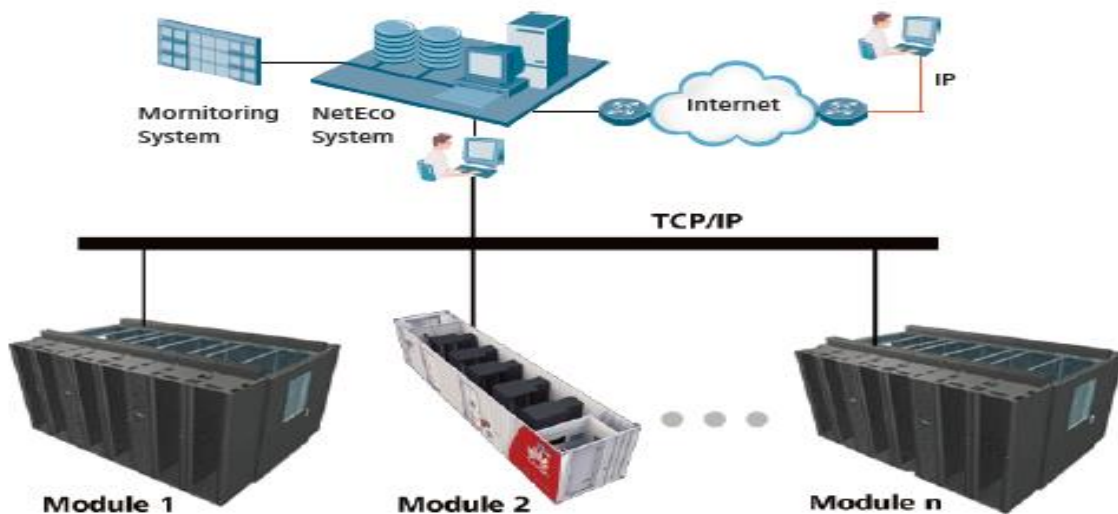 Mornitoring
System
NetEco
System
Internet
IP
TCP/IP
Module 1
Module 2
Module n